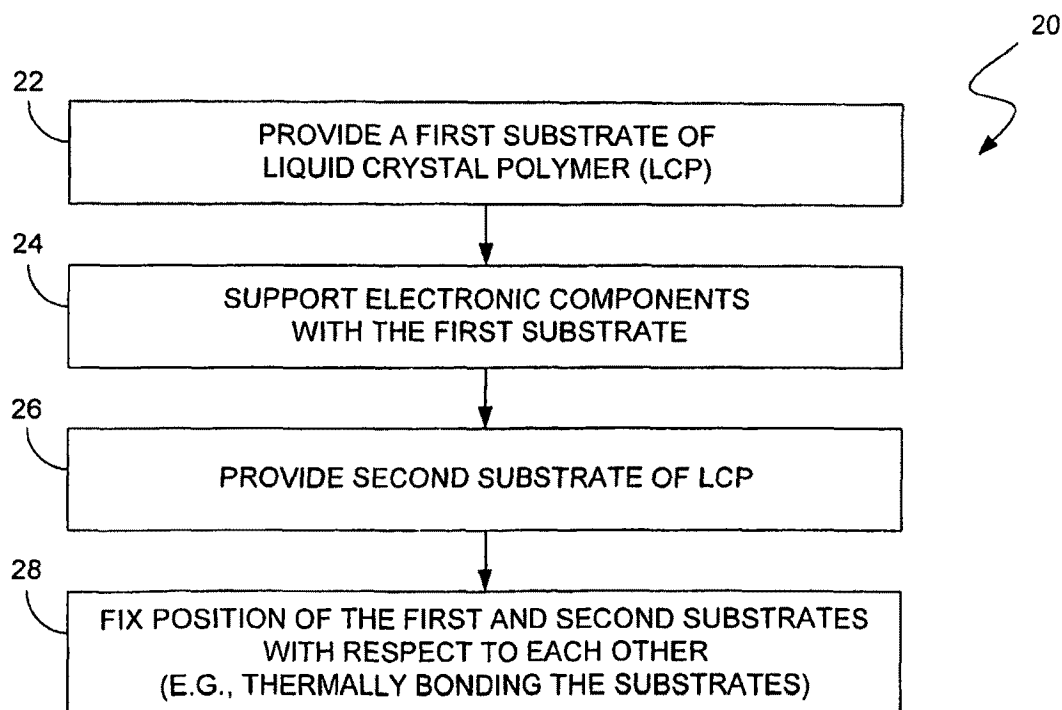 20
22
PROVIDE A FIRST SUBSTRATE OF
LIQUID CRYSTAL POLYMER (LCP)
24
SUPPORT ELECTRONIC COMPONENTS
WITH THE FIRST SUBSTRATE
26
PROVIDE SECOND SUBSTRATE OF LCP
28
FIX POSITION OF THE FIRST AND SECOND SUBSTRATES
WITH RESPECT TO EACH OTHER
(E.G., THERMALLY BONDING THE SUBSTRATES)